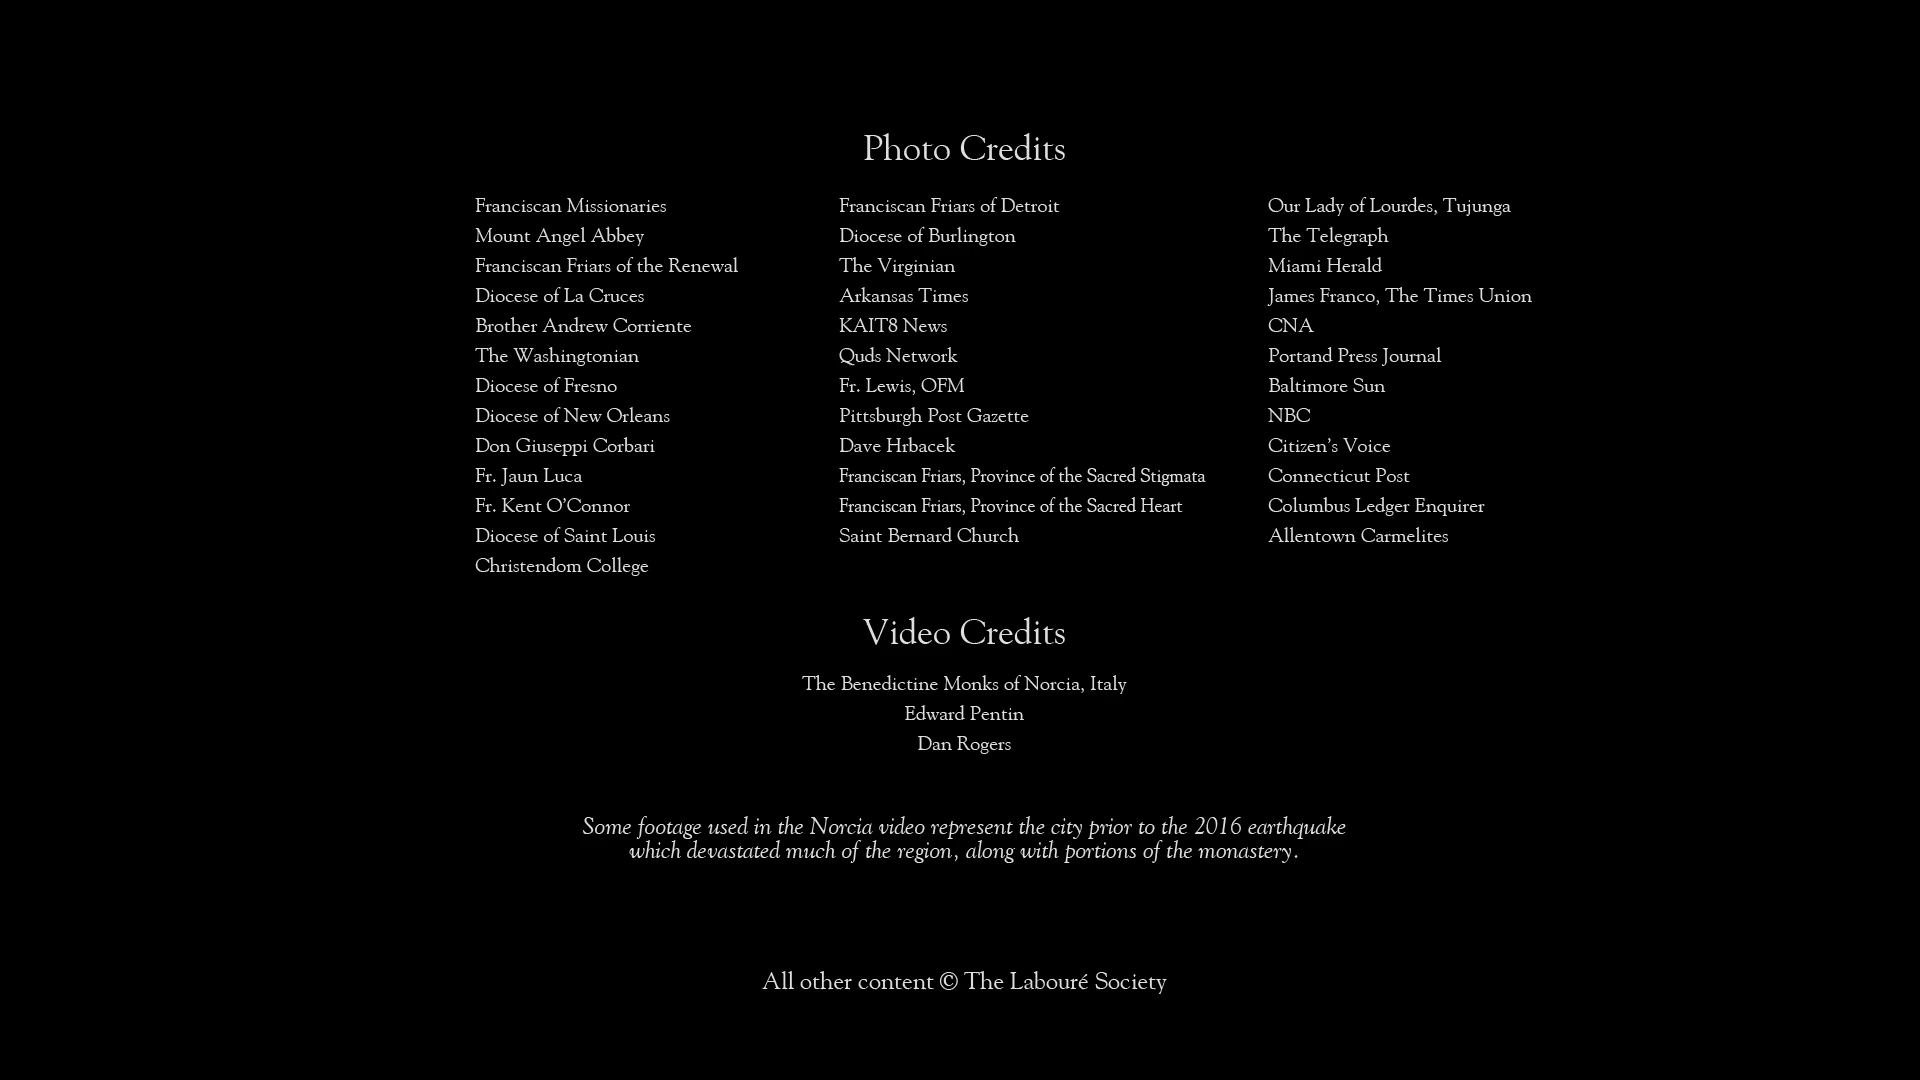 Photo Credits
Franciscan Missionaries
Mount Angel Abbey
Franciscan Friars of the Renewal
Diocese of La Cruces
Brother Andrew Corriente
The Washingtonian
Diocese of Fresno
Diocese of New Orleans
Don Giuseppi Corbari
Fr. Jaun Luca
Fr. Kent O’Connor
Diocese of Saint Louis
Christendom College
Franciscan Friars of Detroit
Diocese of Burlington
The Virginian
Arkansas Times
KAIT8 News
Quds Network
Fr. Lewis, OFM
Pittsburgh Post Gazette
Dave Hrbacek
Franciscan Friars, Province of the Sacred Stigmata
Franciscan Friars, Province of the Sacred Heart
Saint Bernard Church
Our Lady of Lourdes, Tujunga
The Telegraph
Miami Herald
James Franco, The Times Union
CNA
Portand Press Journal
Baltimore Sun
NBC
Citizen’s Voice
Connecticut Post
Columbus Ledger Enquirer
Allentown Carmelites
Video Credits
The Benedictine Monks of Norcia, Italy
Edward Pentin
Dan Rogers
Some footage used in the Norcia video represent the city prior to the 2016 earthquake
which devastated much of the region, along with portions of the monastery.
All other content © The Labouré Society